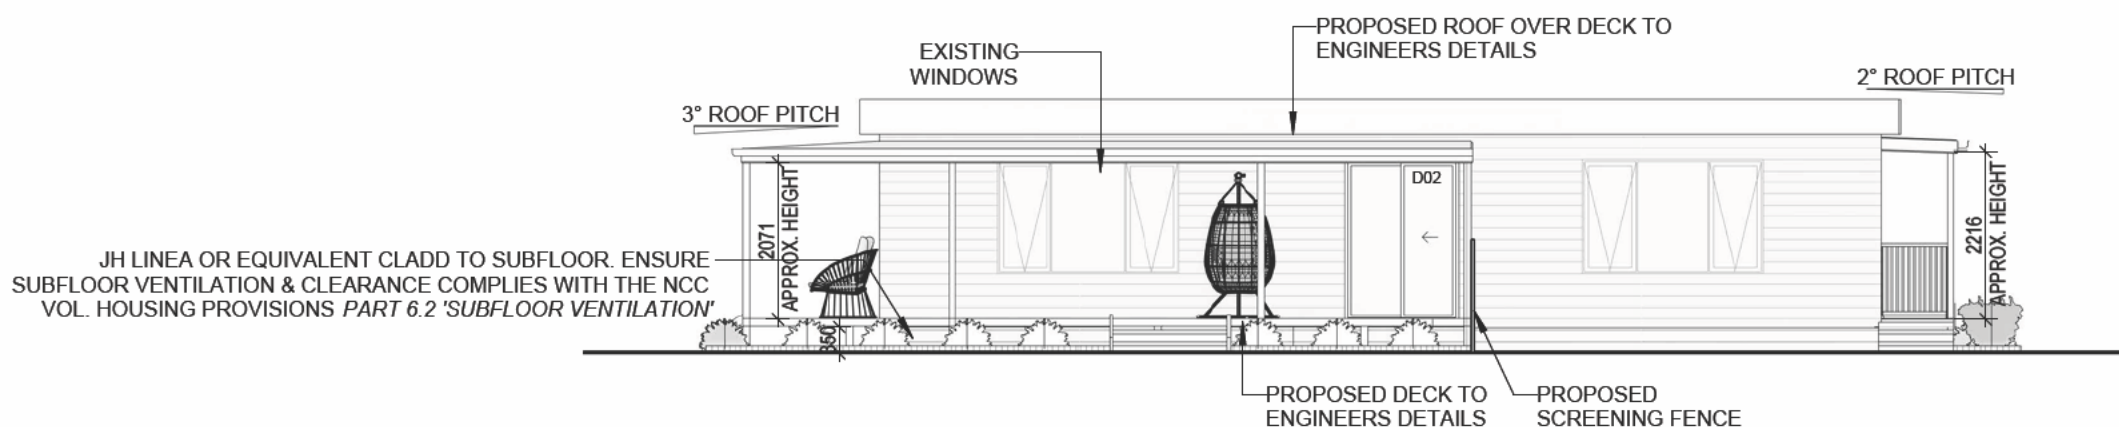 PROPOSED ROOF OVER DECK TO
ENGINEERS DETAILS
EXISTING
WINDOWS
2° ROOF PITCH
3° ROOF PITCH
D02
2071
APPROX. HEIGHT
2216
APPROX. HEIGHT
JH LINEA OR EQUIVALENT CLADD TO SUBFLOOR. ENSURE
SUBFLOOR VENTILATION & CLEARANCE COMPLIES WITH THE NCC
VOL. HOUSING PROVISIONS PART 6.2 'SUBFLOOR VENTILATION'
350
PROPOSED DECK TO
ENGINEERS DETAILS
PROPOSED
SCREENING FENCE